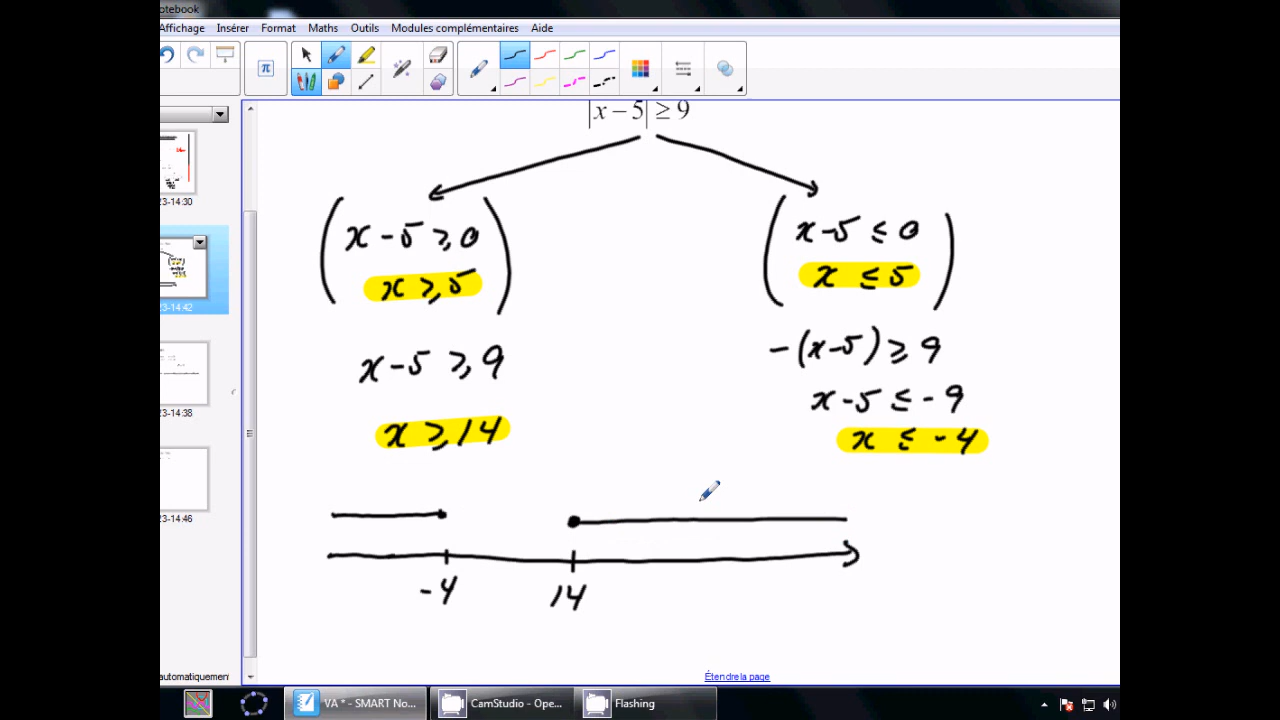 otebook
Affichage Insérer Format Maths Outils Modules complémentaires Aide
π
|x − 5| ≥ 9
x - 5 ≥ 0
x ≥ 5
x - 5 ≤ 0
x ≤ 5
x - 5 ≥ 9
x ≥ 14
-(x-5) ≥ 9
x - 5 ≤ - 9
x ≤ - 4
-4 14
23-14:30
23-14:42
23-14:38
23-14:46
automatiquement
Étendre la page
VA * - SMART No...
CamStudio - Ope...
Flashing